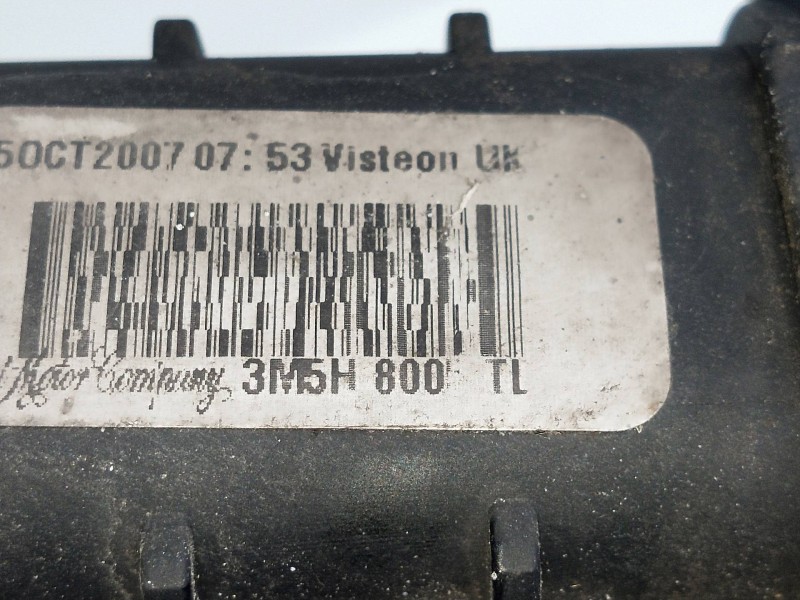 5OCT2007 07:53 Visteon UK
Motor Company 3M5H 800 TL